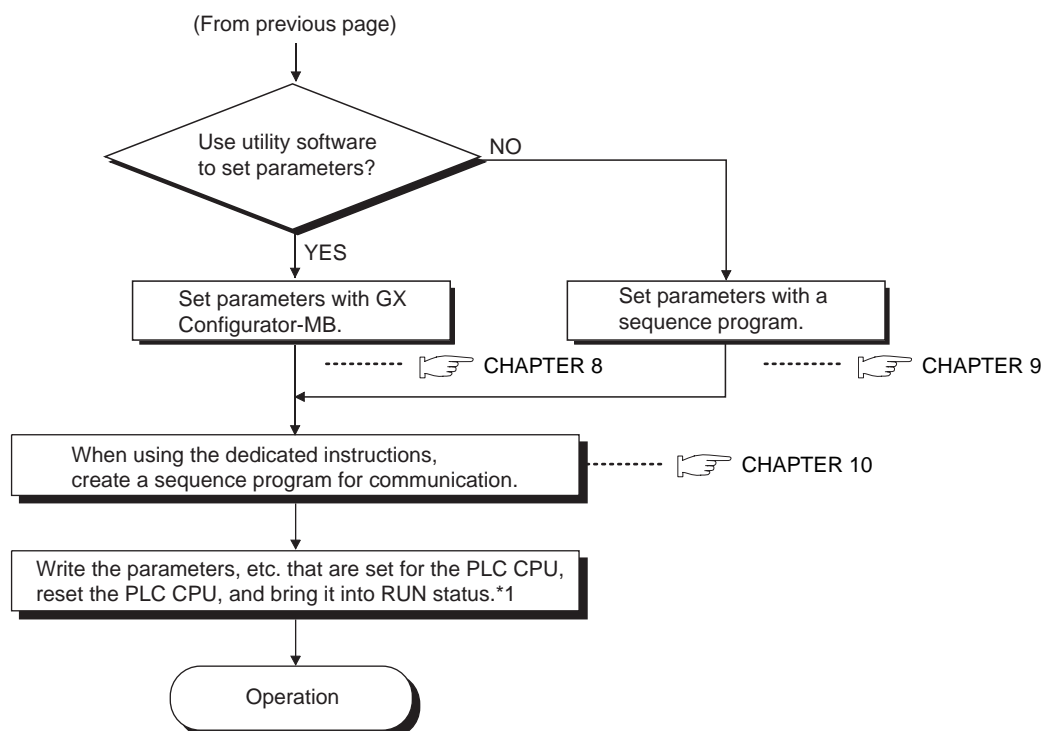 (From previous page)
Use utility software
to set parameters?
NO
YES
Set parameters with GX
Configurator-MB.
Set parameters with a
sequence program.
CHAPTER 8
CHAPTER 9
When using the dedicated instructions,
create a sequence program for communication.
CHAPTER 10
Write the parameters, etc. that are set for the PLC CPU,
reset the PLC CPU, and bring it into RUN status.*1
Operation